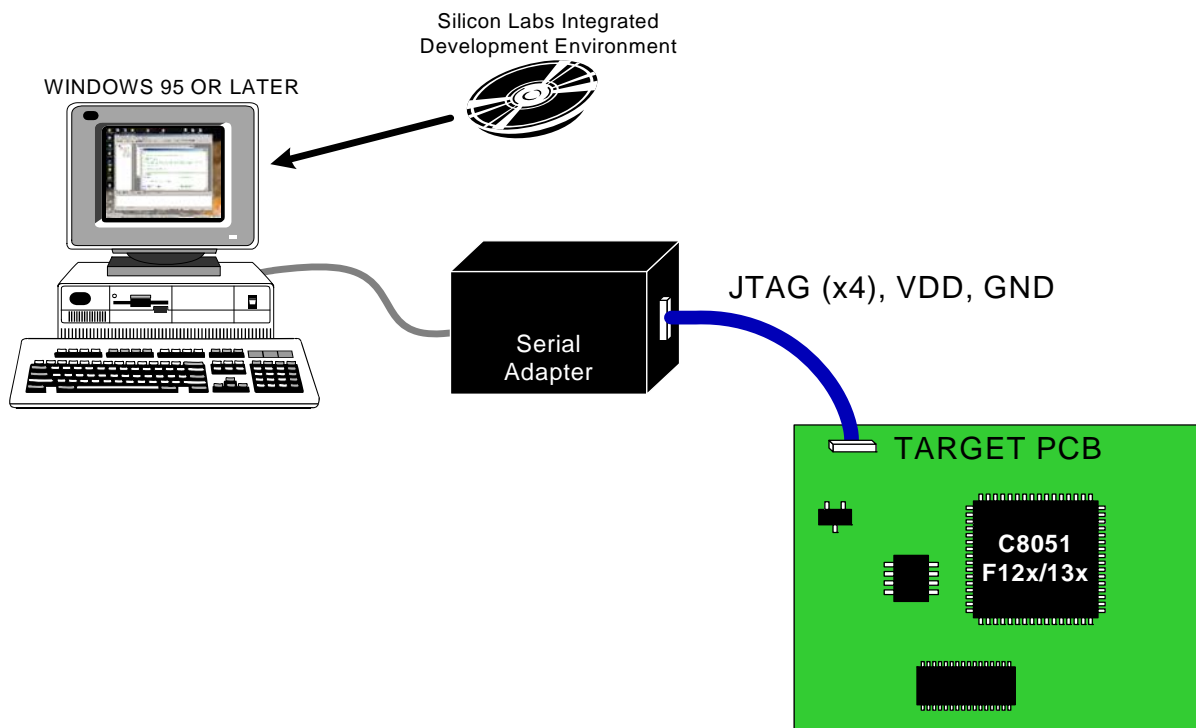 Silicon Labs Integrated
Development Environment
WINDOWS 95 OR LATER
JTAG (x4), VDD, GND
Serial
Adapter
TARGET PCB
C8051
F12x/13x